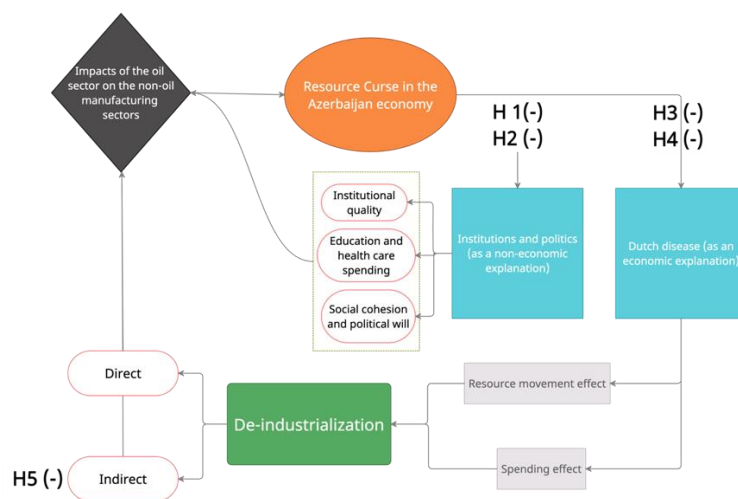 Impacts of the oil
sector on the non-oil
manufacturing
sectors
Resource Curse in the
Azerbaijan economy
H 1(-)
H2 (-)
H3 (-)
H4 (-)
Institutional
quality
Education and
health care
spending
Social cohesion
and political will
Institutions and politics
(as a non-economic
explanation)
Dutch disease (as an
economic explanation)
Direct
De-industrialization
Resource movement effect
Spending effect
H5 (-)
Indirect